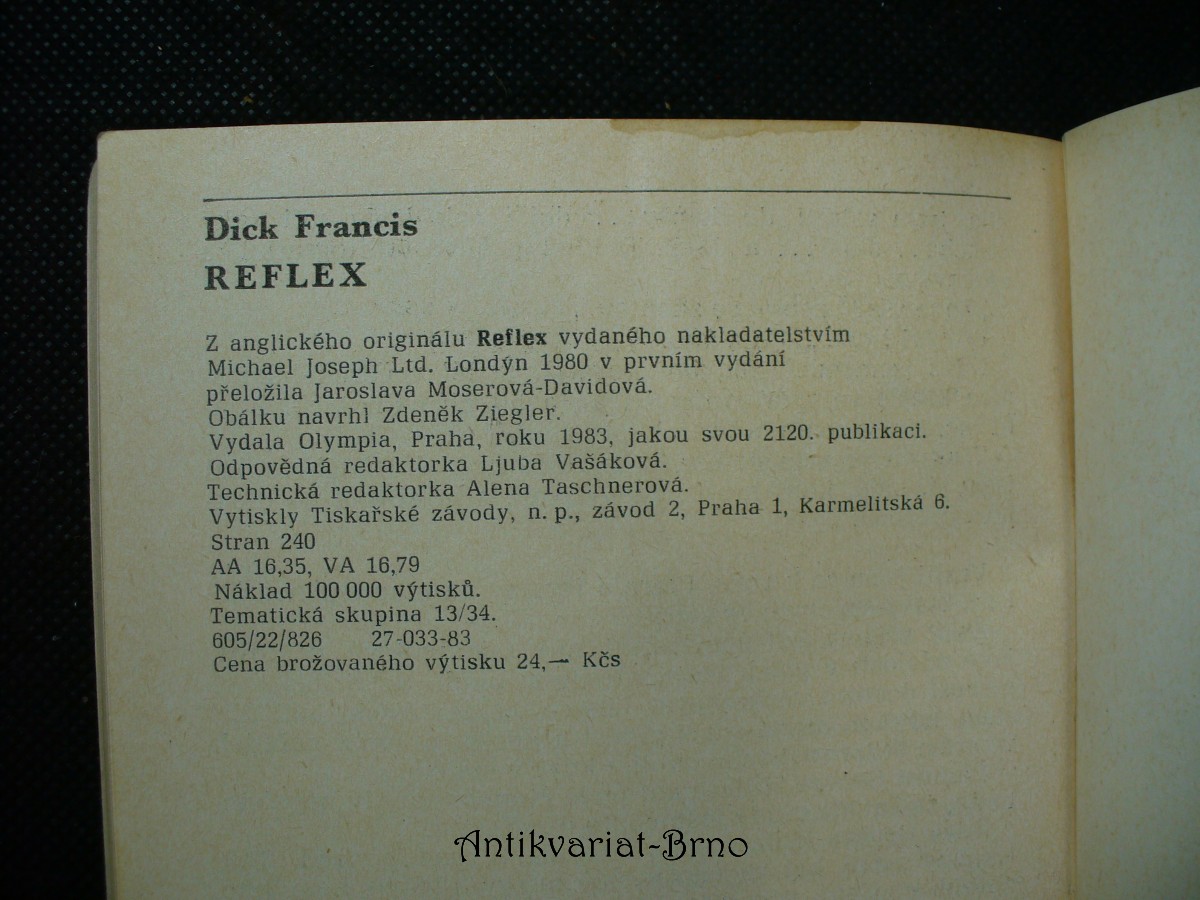 Dick Francis
REFLEX
Z anglického originálu Reflex vydaného nakladatelstvím
Michael Joseph Ltd. Londýn 1980 v prvním vydání
přeložila Jaroslava Moserová-Davidová.
Obálku navrhl Zdeněk Ziegler.
Vydala Olympia, Praha, roku 1983, jakou svou 2120. publikaci.
Odpovědná redaktorka Ljuba Vašáková.
Technická redaktorka Alena Taschnerová.
Vytiskly Tiskařské závody, n. p., závod 2, Praha 1, Karmelitská 6.
Stran 240
AA 16,35, VA 16,79
Náklad 100 000 výtisků.
Tematická skupina 13/34.
605/22/826 27-033-83
Cena brožovaného výtisku 24,— Kčs
Antikvariat-Brno